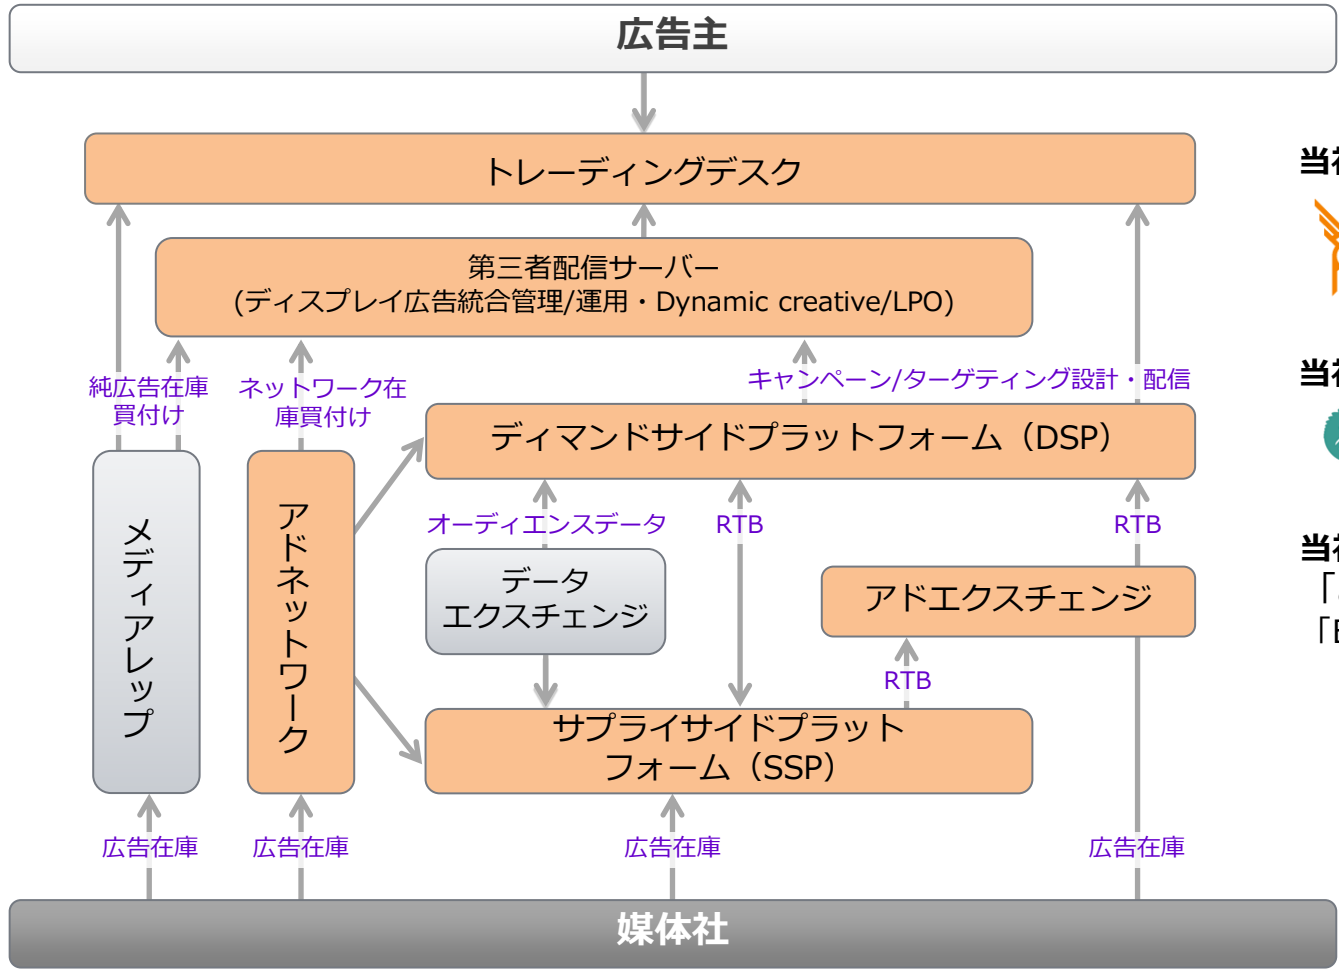 広告主
トレーディングデスク
第三者配信サーバー
(ディスプレイ広告統合管理/運用・Dynamic creative/LPO)
純広告在庫
買付け
ネットワーク在
庫買付け
キャンペーン/ターゲティング設計・配信
ディマンドサイドプラットフォーム（DSP）
メディアレップ
アドネットワーク
オーディエンスデータ
RTB
RTB
データ
エクスチェンジ
アドエクスチェンジ
RTB
サプライサイドプラット
フォーム（SSP）
広告在庫
広告在庫
広告在庫
広告在庫
媒体社
当
当
当